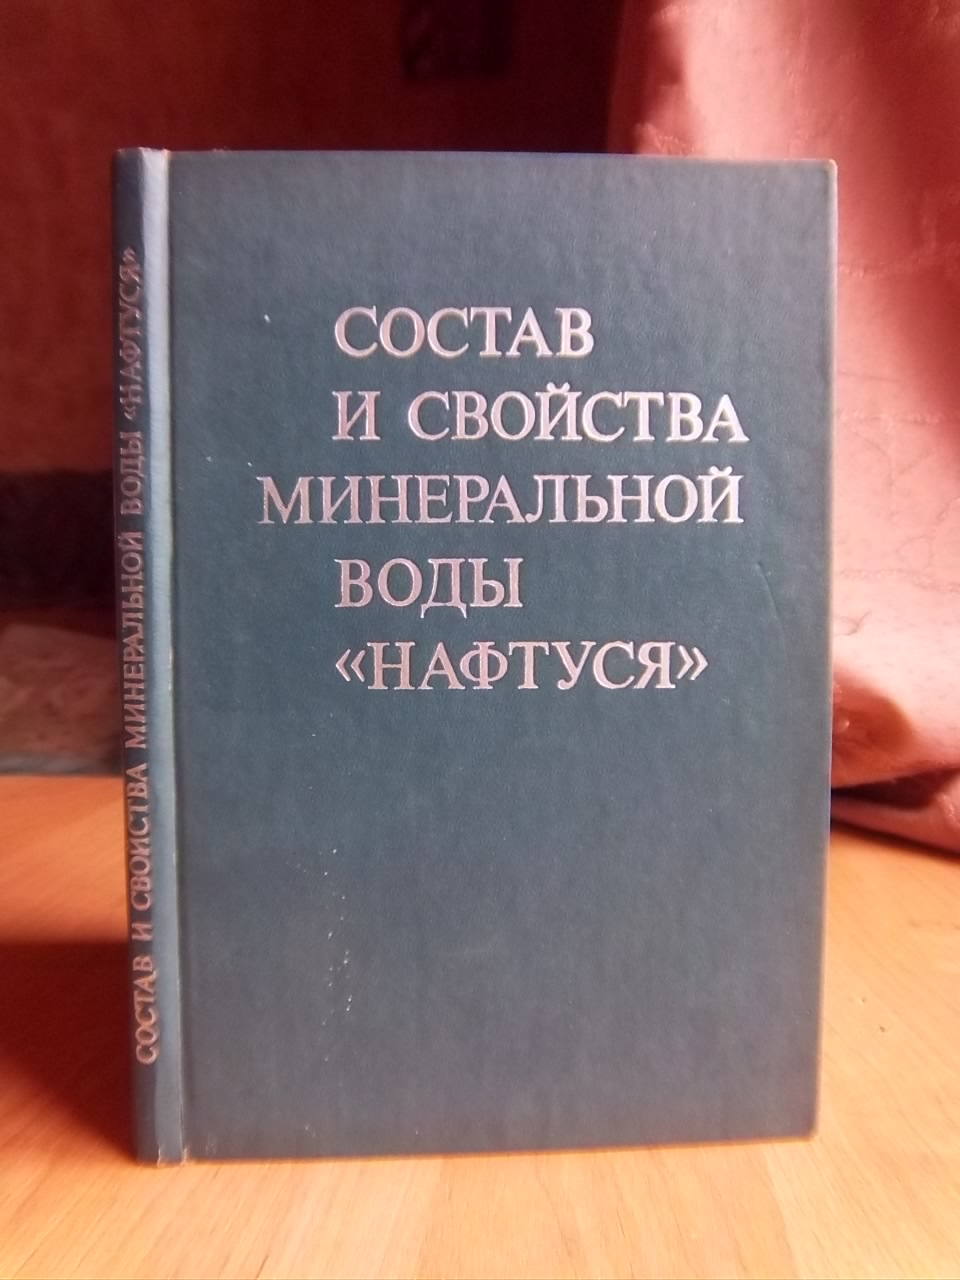 СОСТАВ
И СВОЙСТВА
МИНЕРАЛЬНОЙ
ВОДЫ
«НАФТУСЯ»
СОСТАВ И СВОЙСТВА МИНЕРАЛЬНОЙ ВОДЫ «НАФТУСЯ»